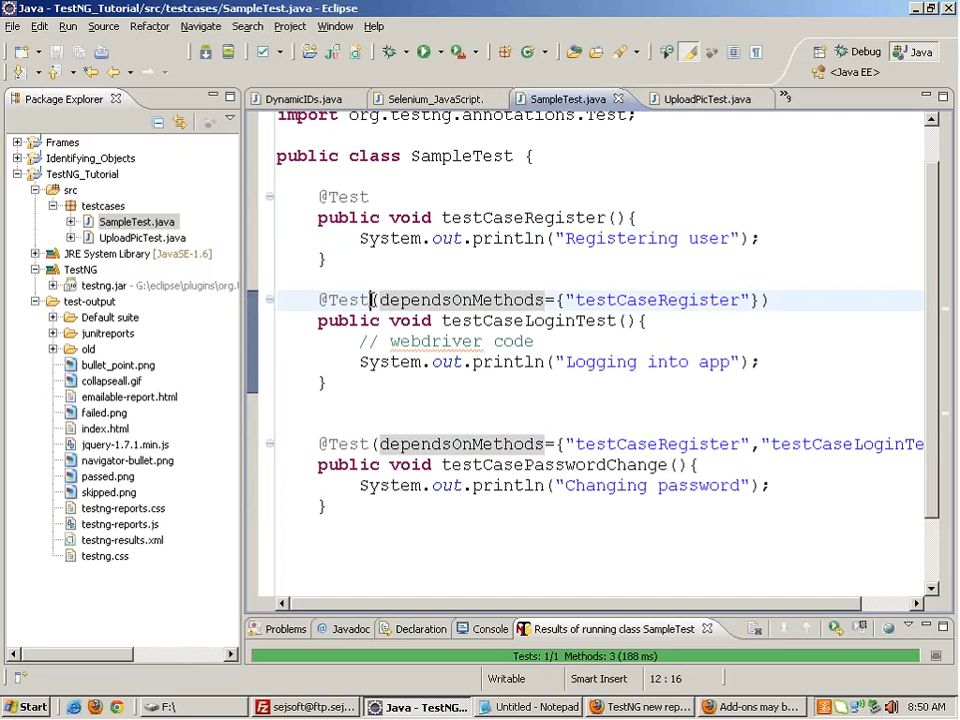 Java - TestNG_Tutorial/src/testcases/SampleTest.java - Eclipse
File Edit Run Source Refactor Navigate Search Project Window Help
Debug Java
<Java EE>
Package Explorer
DynamicIDs.java Selenium_JavaScript. SampleTest.java UploadPicTest.java »9
Frames
Identifying_Objects
TestNG_Tutorial
src
testcases
SampleTest.java
UploadPicTest.java
JRE System Library [JavaSE-1.6]
TestNG
testng.jar - G:\eclipse\plugins\org.
test-output
Default suite
junitreports
old
bullet_point.png
collapseall.gif
emailable-report.html
failed.png
index.html
jquery-1.7.1.min.js
navigator-bullet.png
passed.png
skipped.png
testng-reports.css
testng-reports.js
testng-results.xml
testng.css
import org.testng.annotations.Test;
public class SampleTest {
@Test
public void testCaseRegister(){
System.out.println("Registering user");
}
@Test(dependsOnMethods={"testCaseRegister"})
public void testCaseLoginTest(){
// webdriver code
System.out.println("Logging into app");
}
@Test(dependsOnMethods={"testCaseRegister","testCaseLoginTe
public void testCasePasswordChange(){
System.out.println("Changing password");
}
Problems Javadoc Declaration Console Results of running class SampleTest
Tests: 1/1 Methods: 3 (188 ms)
Writable Smart Insert 12 : 16
Start F:\ sejsoft@ftp.sej... Java - TestNG... Untitled - Notepad TestNG new rep... Add-ons may b... 8:50 AM